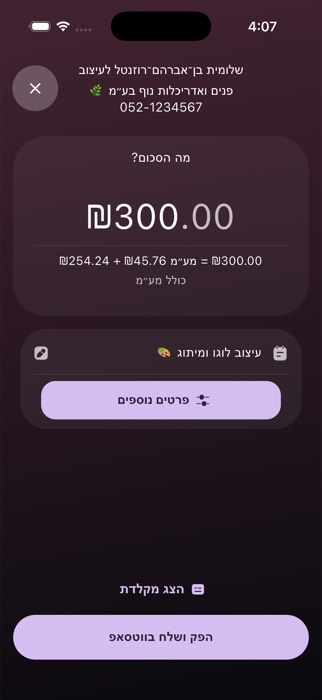 4:07
שלומית בן־אברהם־רוזנטל לעיצוב
פנים ואדריכלות נוף בע״מ 🌿
052-1234567
מה הסכום?
₪300.00
₪254.24 + מע״מ ₪45.76 = ₪300.00
כולל מע״מ
עיצוב לוגו ומיתוג 🎨
פרטים נוספים
הצג מקלדת
הפק ושלח בווטסאפ